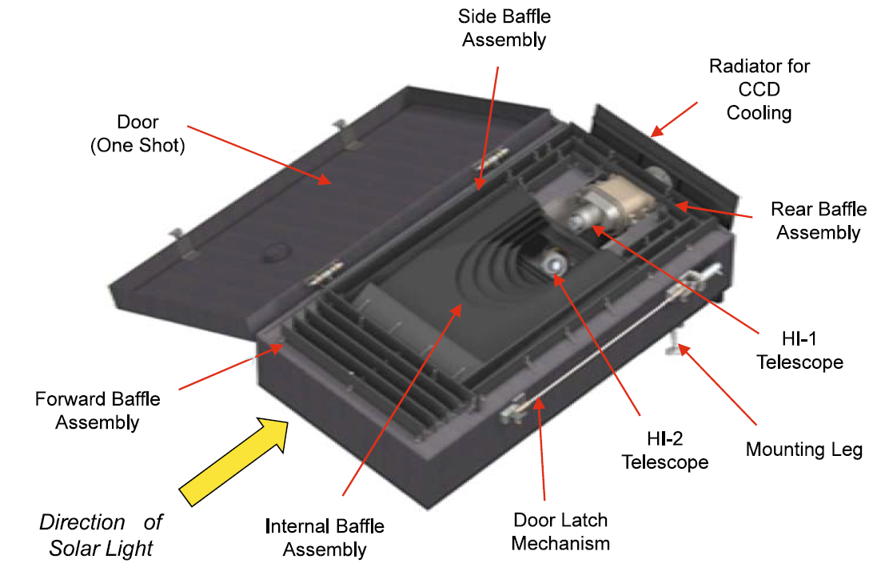 Side Baffle
Assembly
Radiator for
CCD
Cooling
Door
(One Shot)
Rear Baffle
Assembly
HI-1
Telescope
Forward Baffle
Assembly
HI-2
Telescope
Mounting Leg
Direction of
Solar Light
Internal Baffle
Assembly
Door Latch
Mechanism